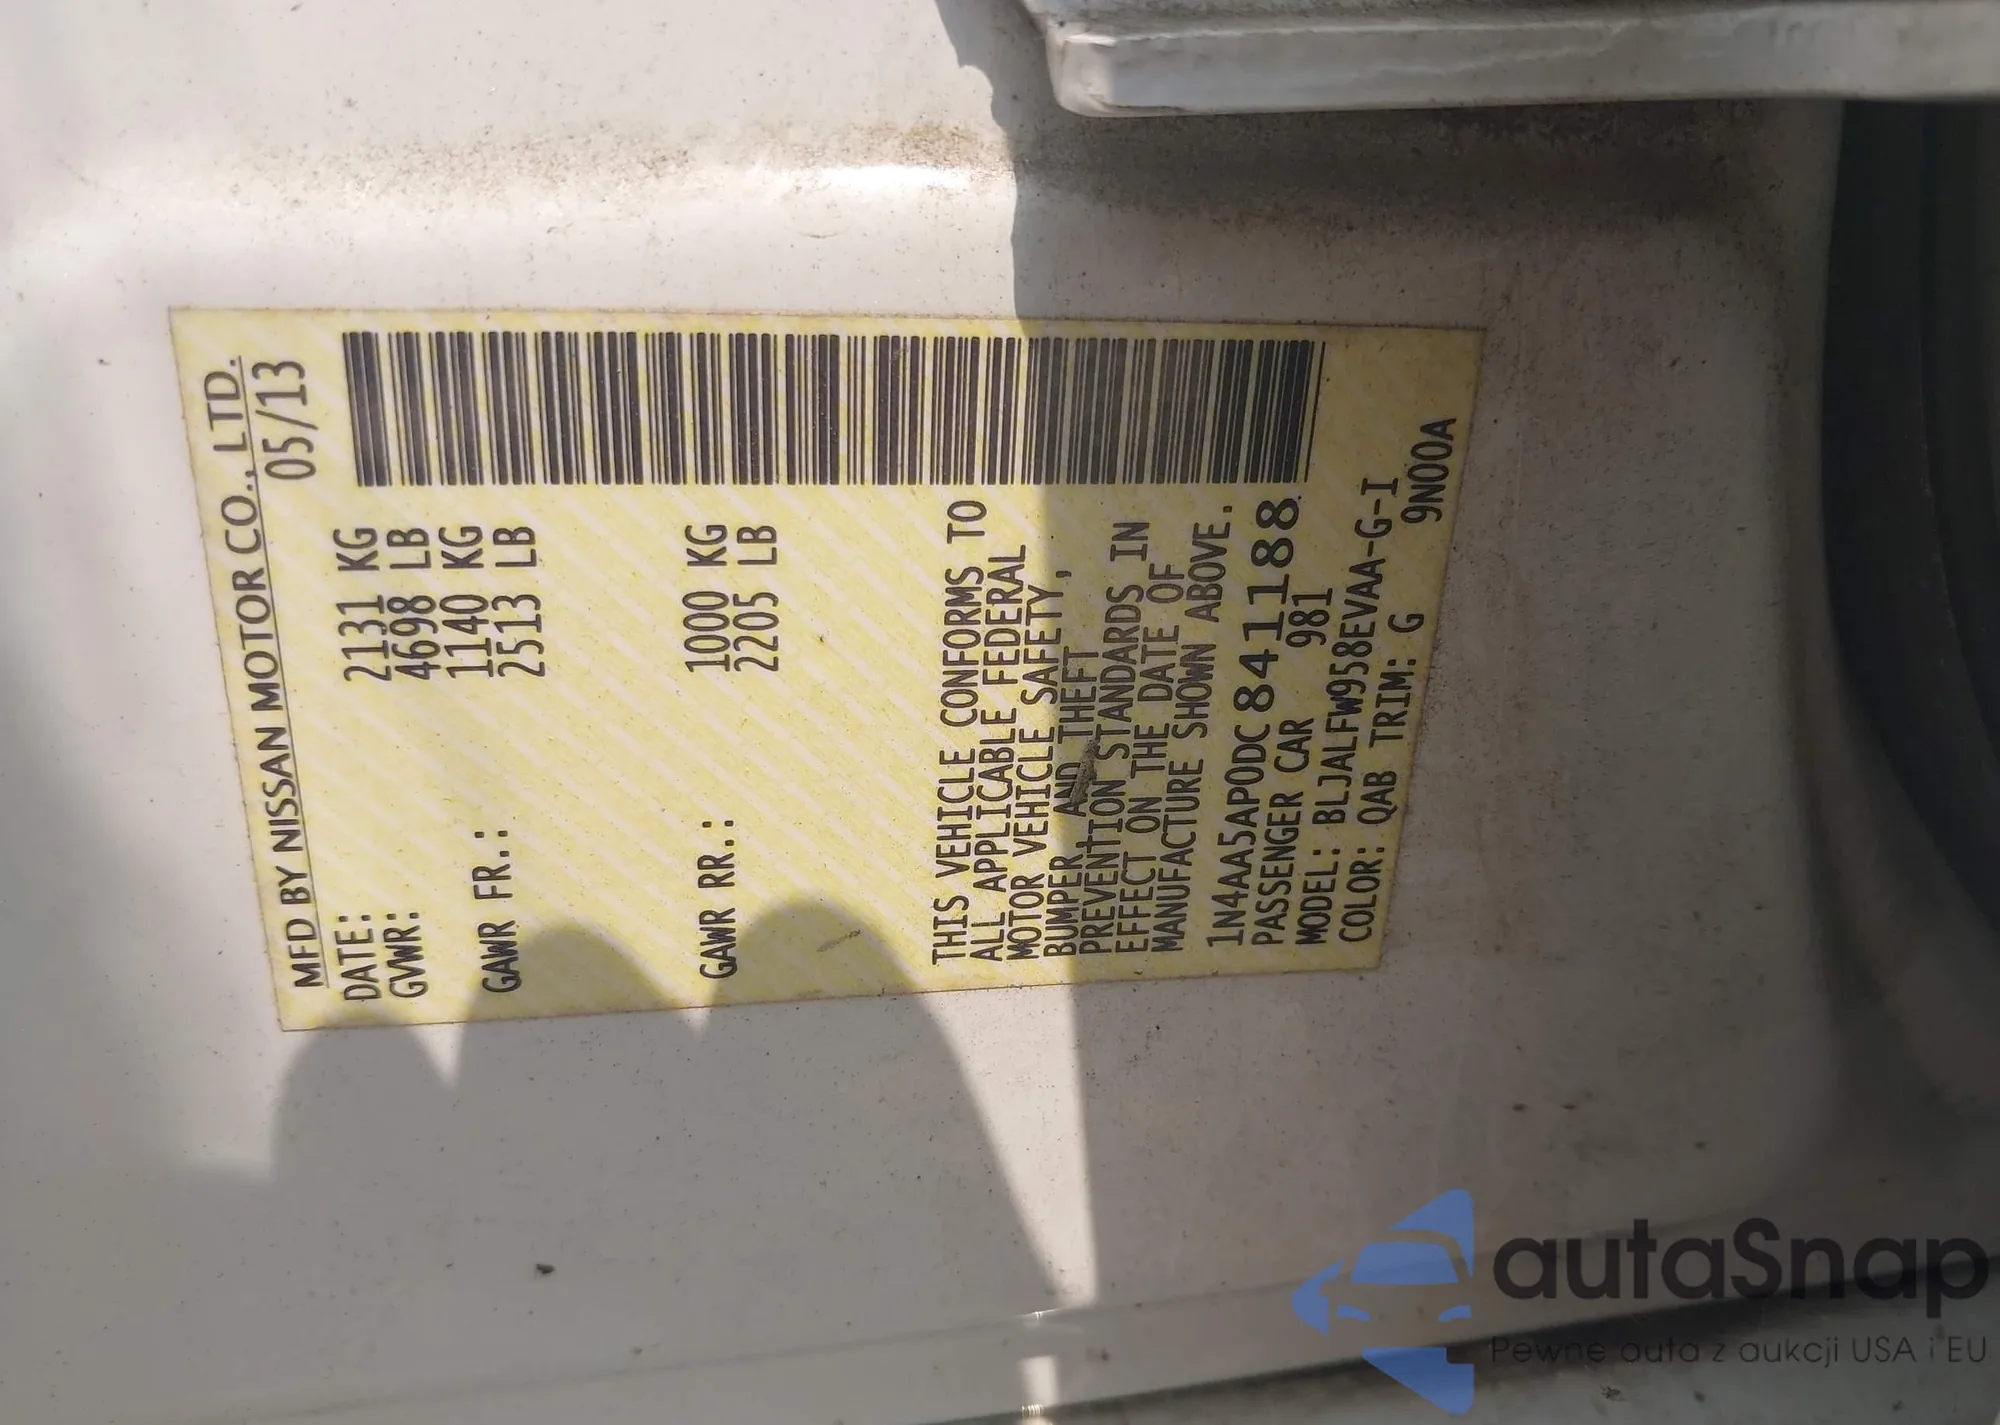 MFD BY NISSAN MOTOR CO., LTD.
DATE: 05/13
GVWR: 2131 KG
4698 LB
GAWR FR.: 1140 KG
2513 LB
GAWR RR.: 1000 KG
2205 LB
THIS VEHICLE CONFORMS TO
ALL APPLICABLE FEDERAL
MOTOR VEHICLE SAFETY,
BUMPER, AND THEFT
PREVENTION STANDARDS IN
EFFECT ON THE DATE OF
MANUFACTURE SHOWN ABOVE.
1N4AA5AP0DC841188
PASSENGER CAR 981
MODEL: BLJALFW958EVAA-G-I
COLOR: QAB TRIM: G 9N00A
autaSnap
Pewne auta z aukcji USA i EU